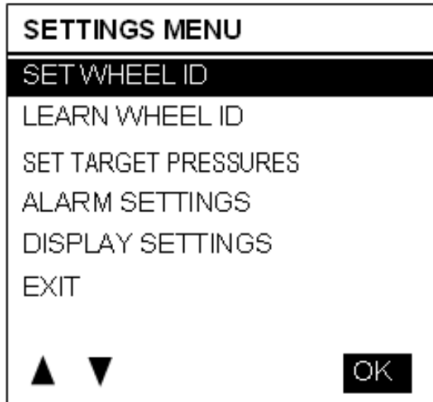 SETTINGS MENU
SET WHEEL ID
LEARN WHEEL ID
SET TARGET PRESSURES
ALARM SETTINGS
DISPLAY SETTINGS
EXIT
▲ ▼ OK